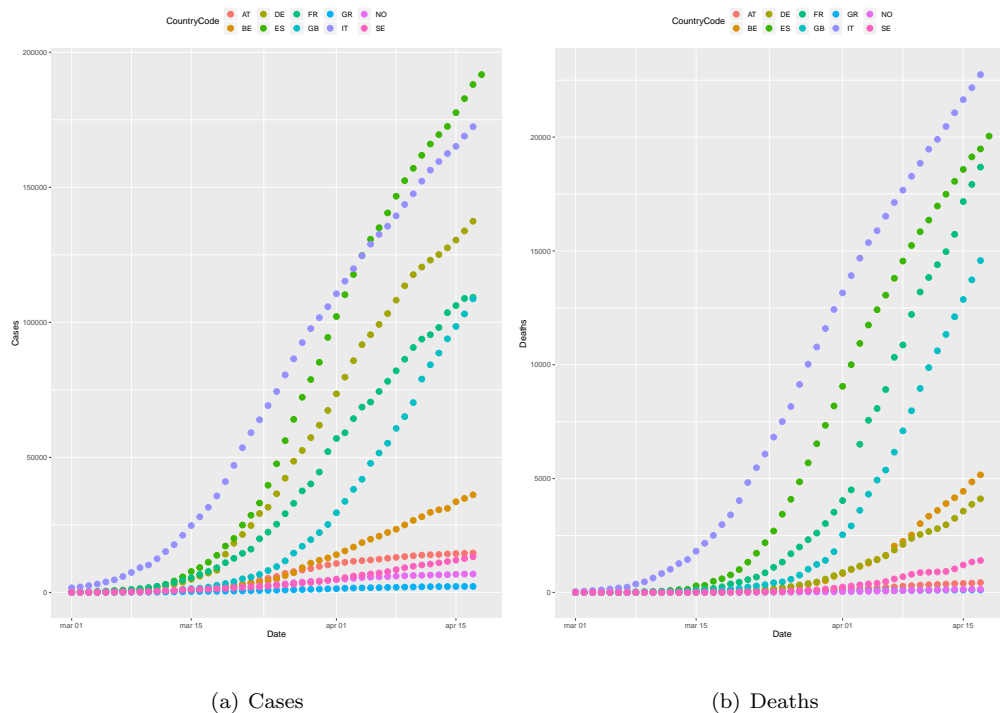 CountryCode
AT DE FR GR NO
BE ES GB IT SE
200000
150000
100000
50000
0
Cases
mar 01 mar 15 apr 01 apr 15
Date
(a) Cases
CountryCode
AT DE FR GR NO
BE ES GB IT SE
20000
15000
10000
5000
0
Deaths
mar 01 mar 15 apr 01 apr 15
Date
(b) Deaths